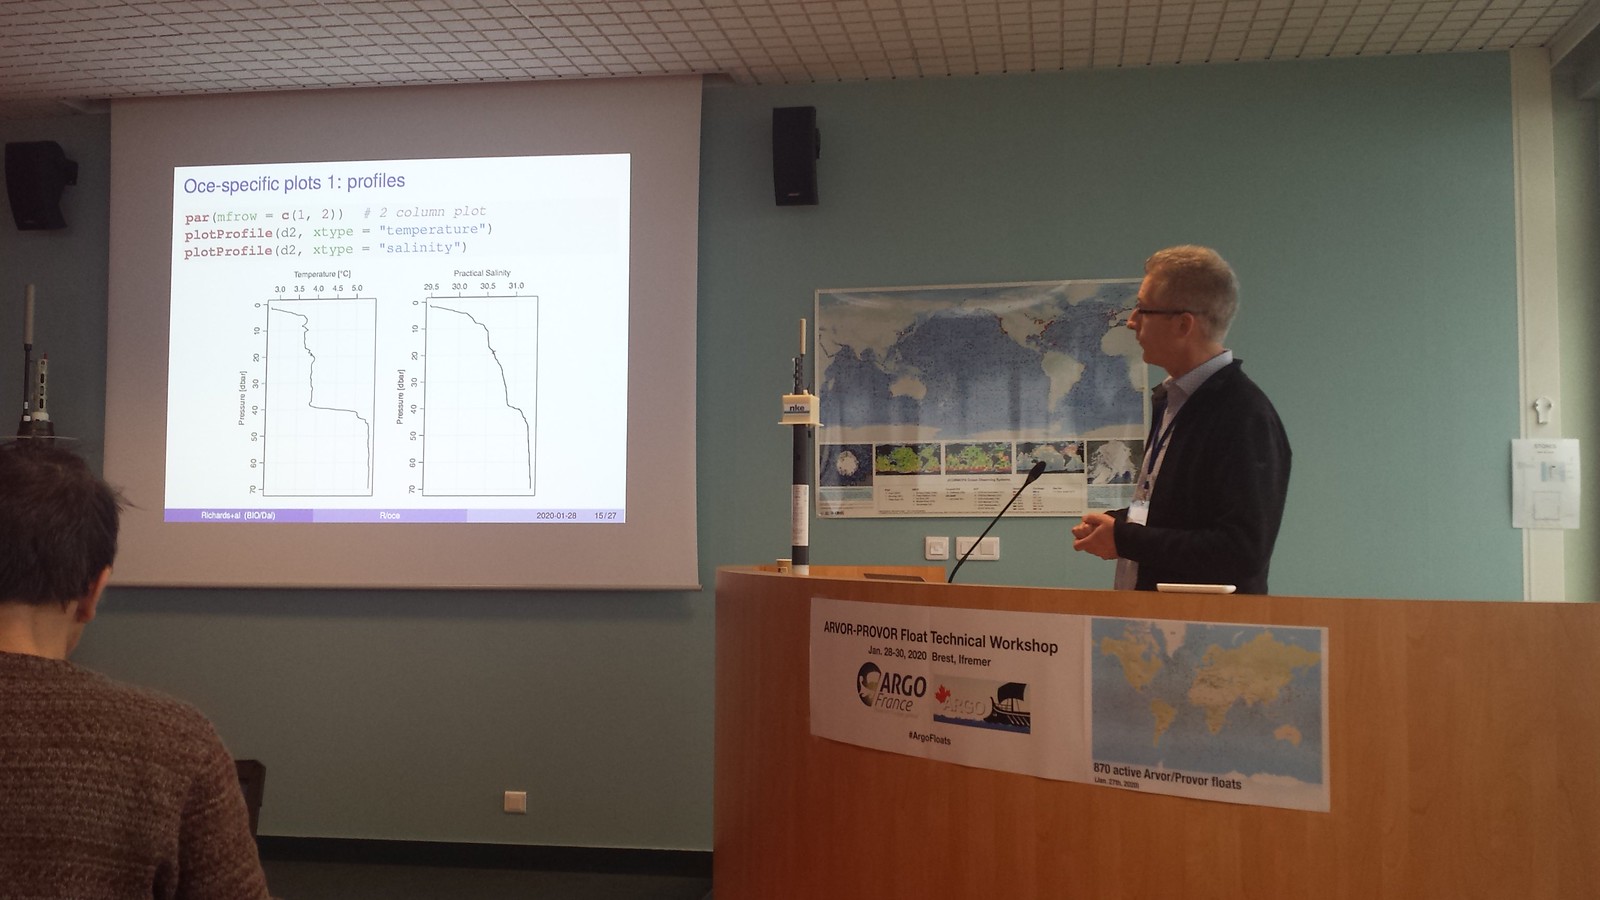 Oce-specific plots 1: profiles
par(mfrow = c(1, 2))  # 2 column plot
plotProfile(d2, xtype = "temperature")
plotProfile(d2, xtype = "salinity")
Temperature [°C]
3.0 3.5 4.0 4.5 5.0
Pressure [dbar]
0 10 20 30 40 50 60 70
Practical Salinity
29.5 30.0 30.5 31.0
Pressure [dbar]
0 10 20 30 40 50 60 70
Richards+al (BIO/Dal) R/oce 2020-01-28 15/27
nke
ARVOR-PROVOR Float Technical Workshop
Jan. 28-30, 2020 Brest, Ifremer
ARGO
France
ARGO
#ArgoFloats
870 active Arvor/Provor floats
(Jan. 27th, 2020)